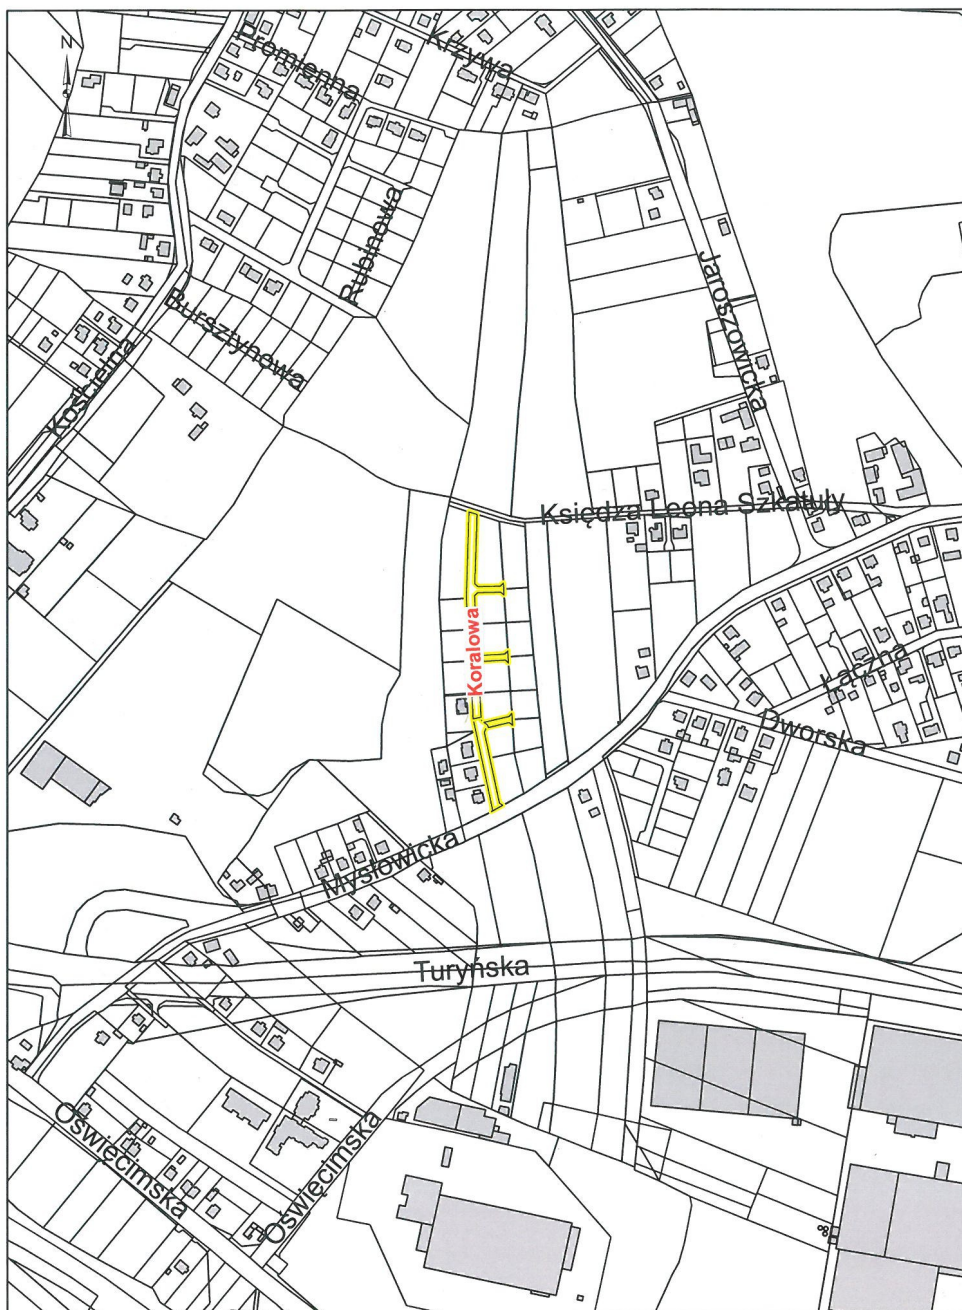 N
Promienna
Krzywa
Rubinowa
Jaroszowicka
Bursztynowa
Kościelna
Księdza Leona Szkatuły
Koralowa
Łączna
Dworska
Mysłowicka
Turyńska
Oświęcimska
Oświęcimska